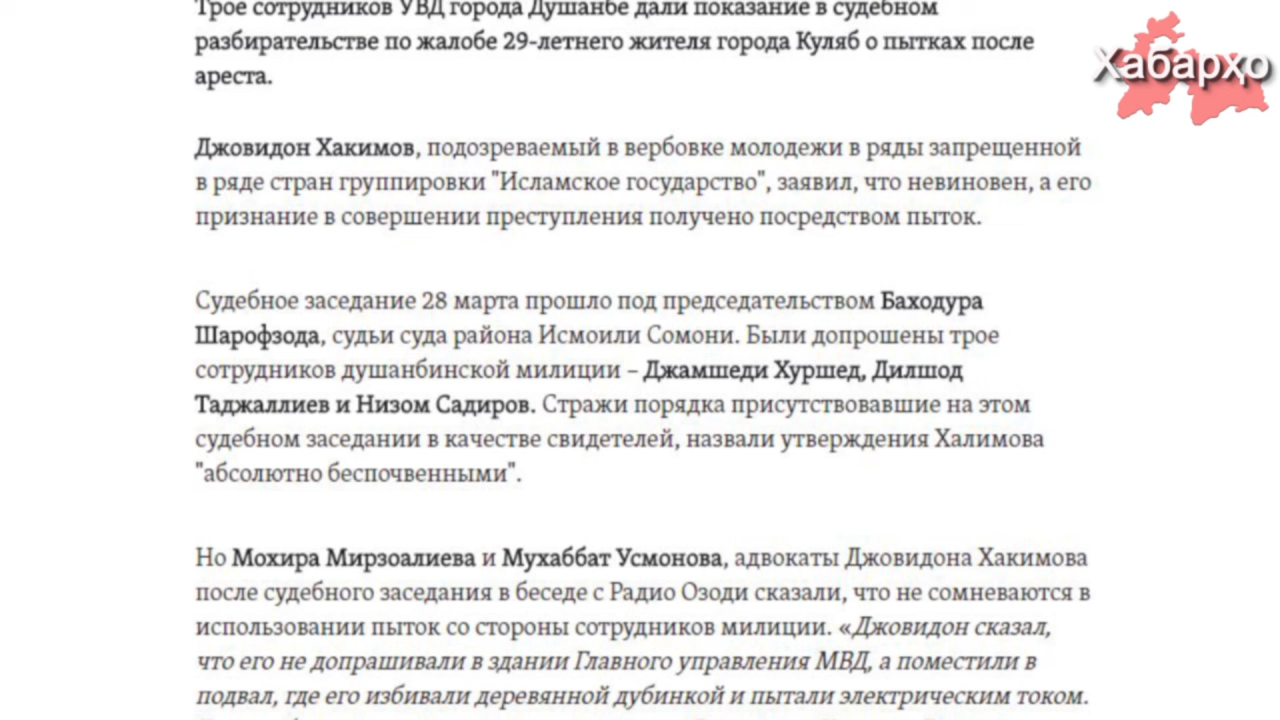 Трое сотрудников УВД города Душанбе дали показание в судебном
разбирательстве по жалобе 29-летнего жителя города Куляб о пытках после
ареста.
Хабарҳо
Джовидон Хакимов, подозреваемый в вербовке молодежи в ряды запрещенной
в ряде стран группировки "Исламское государство", заявил, что невиновен, а его
признание в совершении преступления получено посредством пыток.
Судебное заседание 28 марта прошло под председательством Баходура
Шарофзода, судьи суда района Исмоили Сомони. Были допрошены трое
сотрудников душанбинской милиции – Джамшеди Хуршед, Дилшод
Таджаллиев и Низом Садиров. Стражи порядка присутствовавшие на этом
судебном заседании в качестве свидетелей, назвали утверждения Халимова
"абсолютно беспочвенными".
Но Мохира Мирзоалиева и Мухаббат Усмонова, адвокаты Джовидона Хакимова
после судебного заседания в беседе с Радио Озоди сказали, что не сомневаются в
использовании пыток со стороны сотрудников милиции. «Джовидон сказал,
что его не допрашивали в здании Главного управления МВД, а поместили в
подвал, где его избивали деревянной дубинкой и пытали электрическим током.